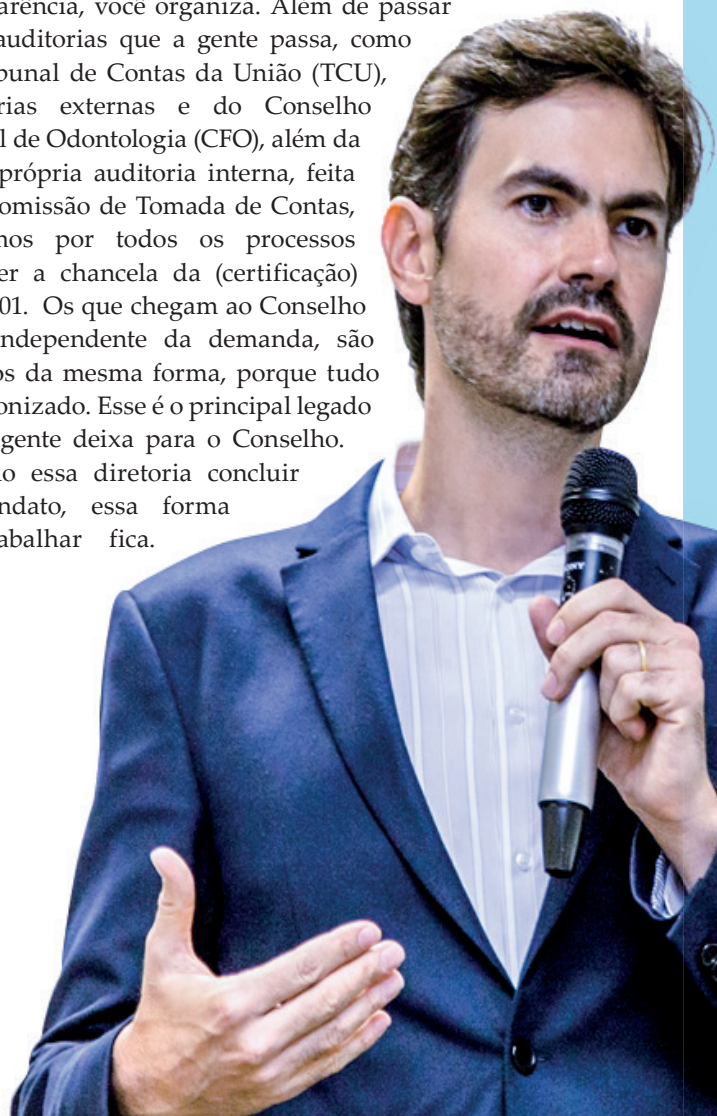 arência, você organiza. Além de passar
auditorias que a gente passa, como
ibunal de Contas da União (TCU),
rias externas e do Conselho
l de Odontologia (CFO), além da
própria auditoria interna, feita
omissão de Tomada de Contas,
nos por todos os processos
er a chancela da (certificação)
01. Os que chegam ao Conselho
ndependente da demanda, são
os da mesma forma, porque tudo
onizado. Esse é o principal legado
gente deixa para o Conselho.
do essa diretoria concluir
ndato, essa forma
abalhar fica.